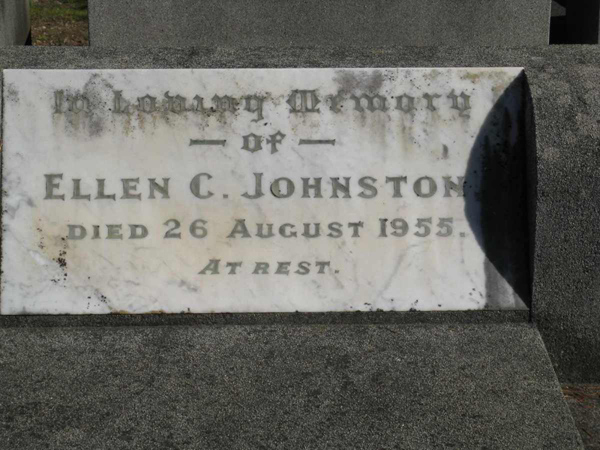 In Loving Memory
— of —
ELLEN C. JOHNSTON
DIED 26 AUGUST 1955.
AT REST.